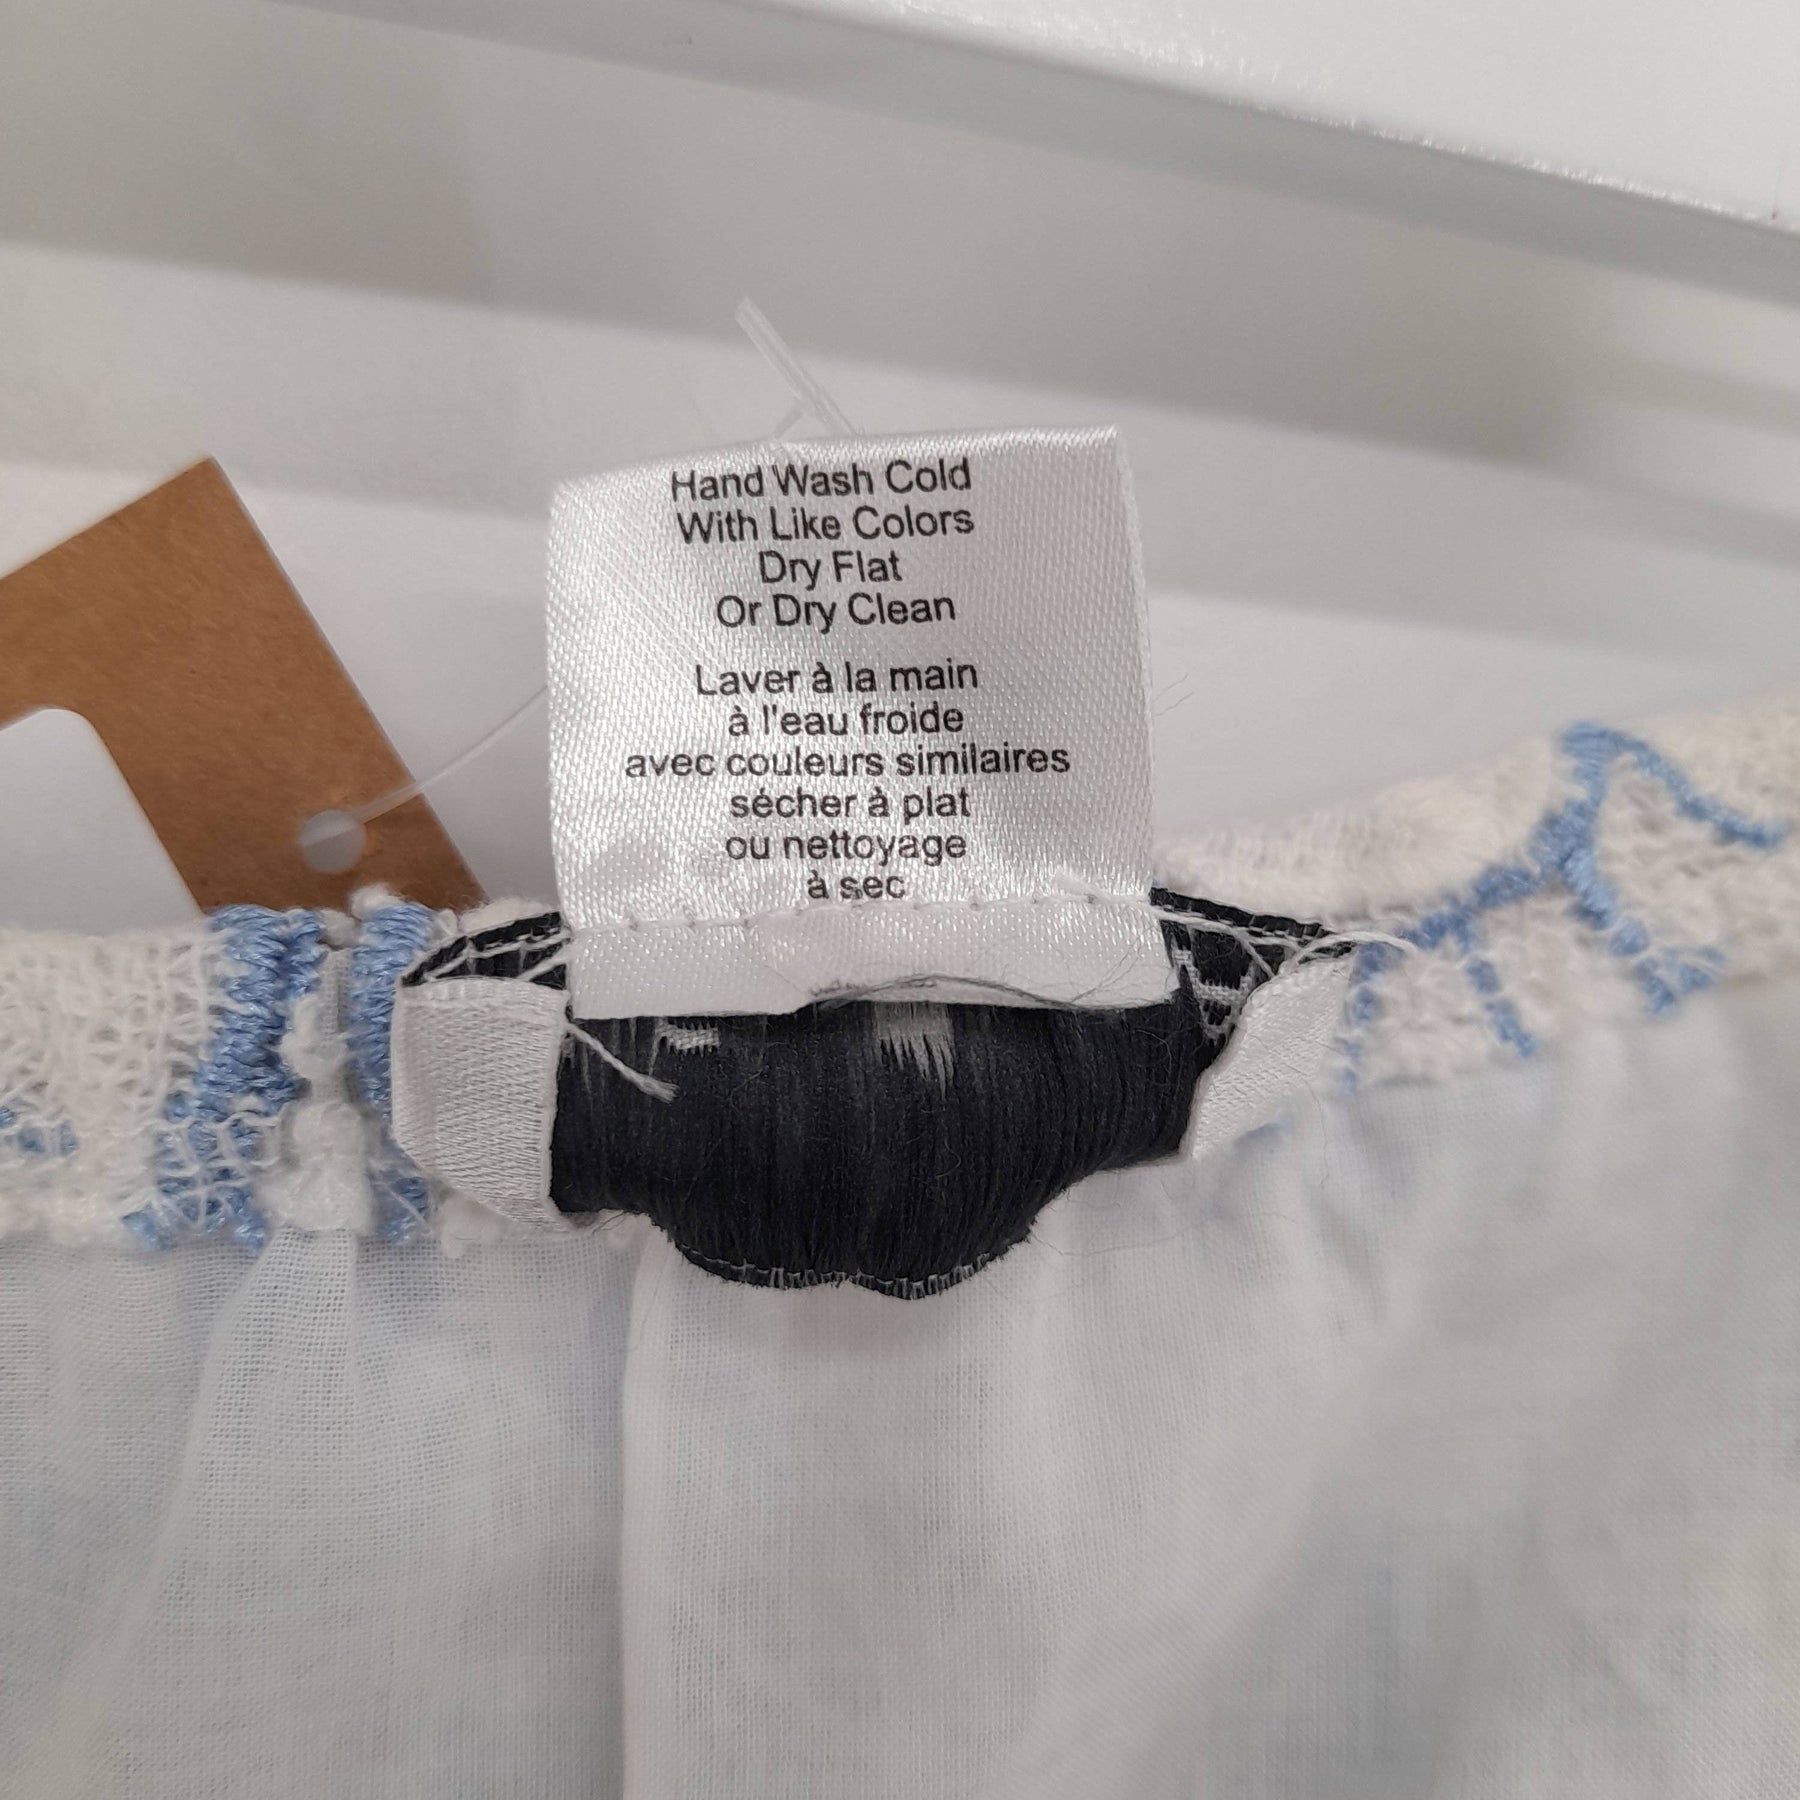 Hand Wash Cold
With Like Colors
Dry Flat
Or Dry Clean
Laver à la main
à l'eau froide
avec couleurs similaires
sécher à plat
ou nettoyage
à sec